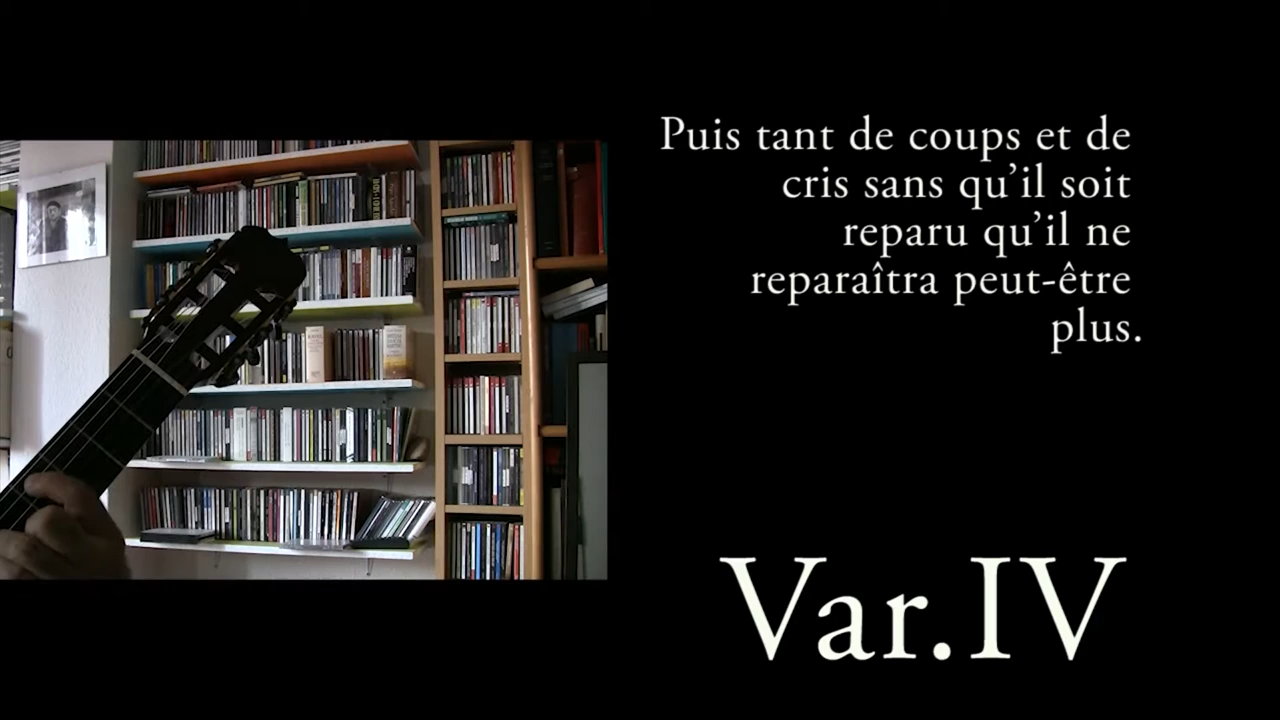 Puis tant de coups et de
cris sans qu’il soit
reparu qu’il ne
reparaîtra peut-être
plus.
Var.IV